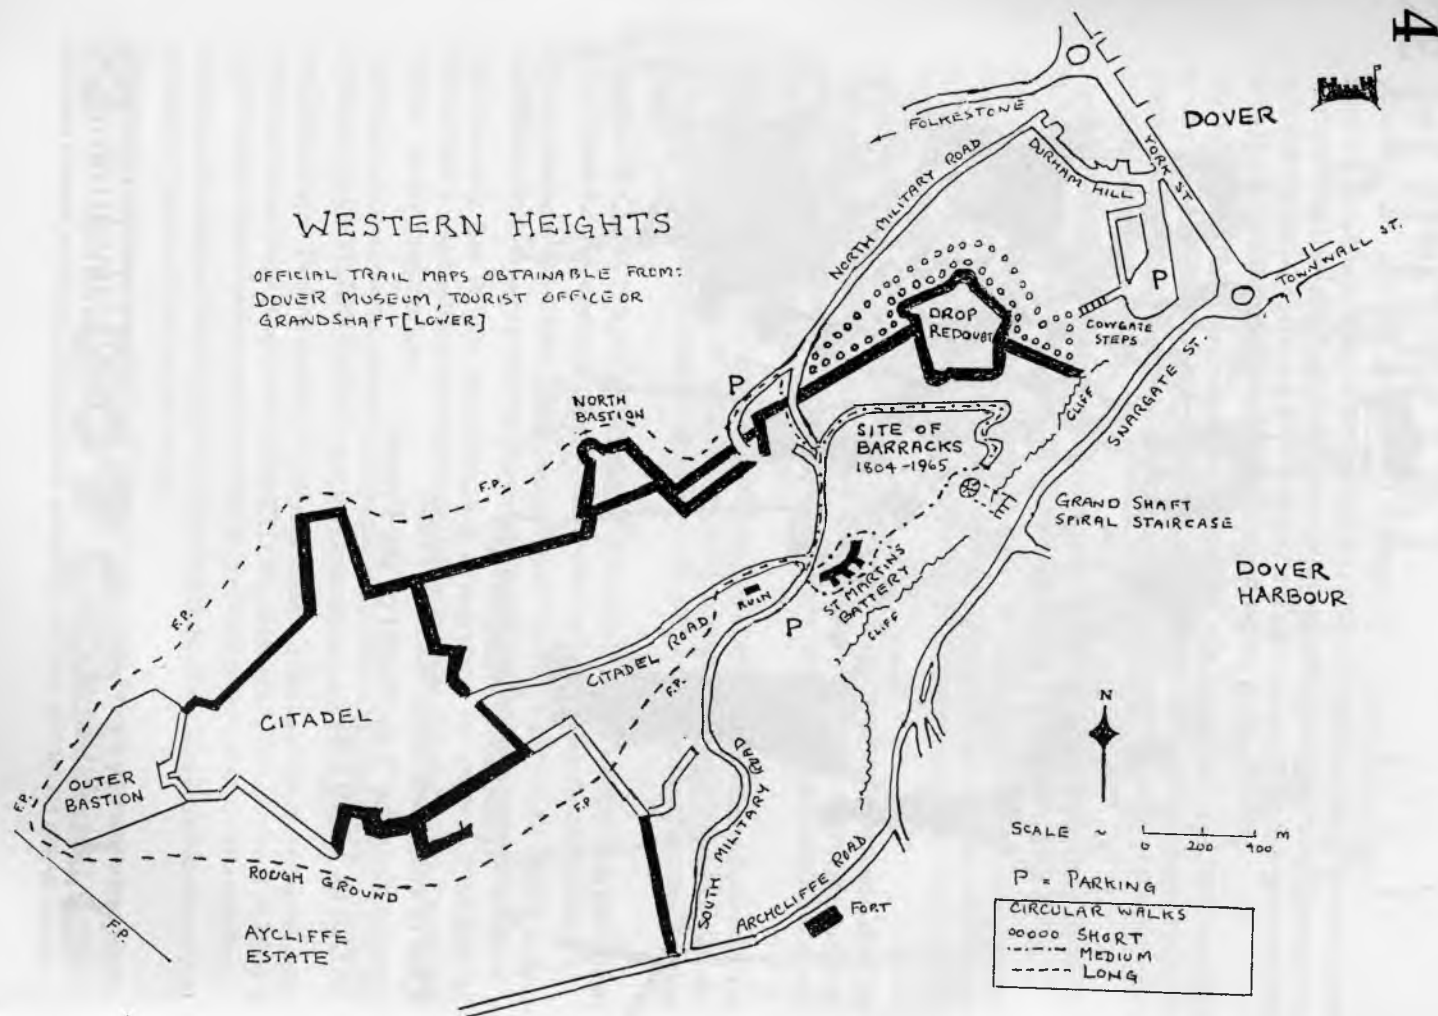 4
DOVER
FOLKESTONE
NORTH MILITARY ROAD
DURHAM HILL
YORK ST
TOWNWALL ST.
WESTERN HEIGHTS
OFFICIAL TRAIL MAPS OBTAINABLE FROM:
DOVER MUSEUM, TOURIST OFFICE OR
GRANDSHAFT [LOWER]
P
DROP
REDOUBT
COWGATE
STEPS
P
NORTH
BASTION
CLIFF
SNARGATE ST.
SITE OF
BARRACKS
1804-1965
F.P.
GRAND SHAFT
SPIRAL STAIRCASE
DOVER
HARBOUR
ST MARTIN'S
BATTERY
RUIN
P
CLIFF
F.P.
CITADEL ROAD
F.P.
CITADEL
OUTER
BASTION
F.P.
F.P
SOUTH MILITARY ROAD
N
ROUGH GROUND
F.P.
AYCLIFFE
ESTATE
ARCHCLIFFE ROAD
FORT
SCALE ~ 0 200 400 m
P = PARKING
CIRCULAR WALKS
SHORT
MEDIUM
LONG